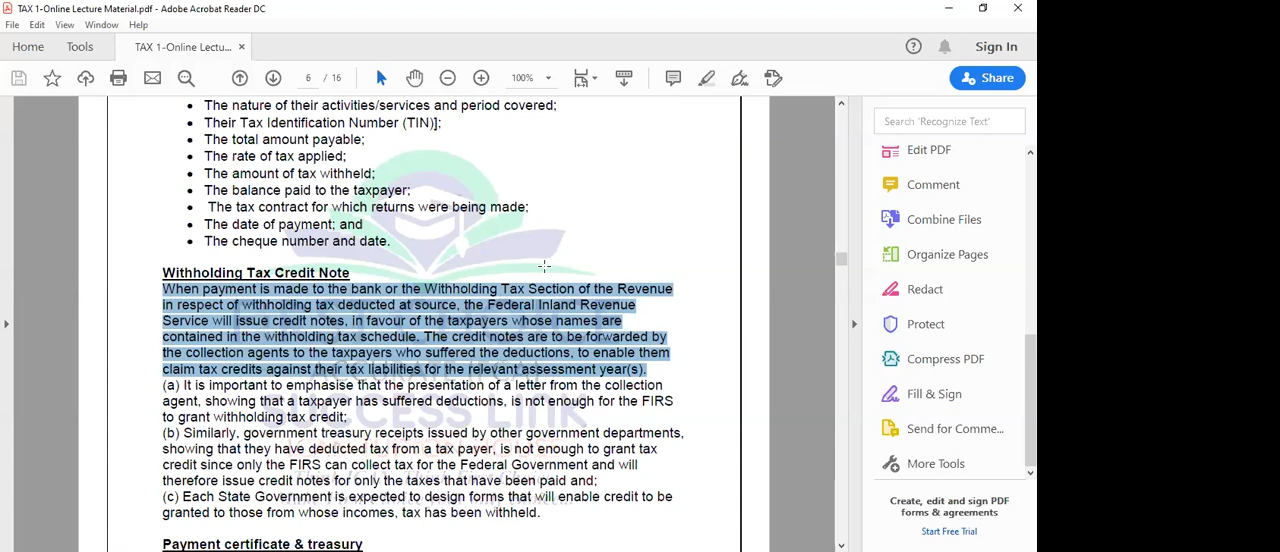 TAX 1-Online Lecture Material.pdf - Adobe Acrobat Reader DC
File Edit View Window Help
Home Tools TAX 1-Online Lectu... × Sign In
6 / 16 100% Share
• The nature of their activities/services and period covered;
• Their Tax Identification Number (TIN)];
• The total amount payable;
• The rate of tax applied;
• The amount of tax withheld;
• The balance paid to the taxpayer;
• The tax contract for which returns were being made;
• The date of payment; and
• The cheque number and date.
Withholding Tax Credit Note
When payment is made to the bank or the Withholding Tax Section of the Revenue
in respect of withholding tax deducted at source, the Federal Inland Revenue
Service will issue credit notes, in favour of the taxpayers whose names are
contained in the withholding tax schedule. The credit notes are to be forwarded by
the collection agents to the taxpayers who suffered the deductions, to enable them
claim tax credits against their tax liabilities for the relevant assessment year(s).
(a) It is important to emphasise that the presentation of a letter from the collection
agent, showing that a taxpayer has suffered deductions, is not enough for the FIRS
to grant withholding tax credit;
(b) Similarly, government treasury receipts issued by other government departments,
showing that they have deducted tax from a tax payer, is not enough to grant tax
credit since only the FIRS can collect tax for the Federal Government and will
therefore issue credit notes for only the taxes that have been paid and;
(c) Each State Government is expected to design forms that will enable credit to be
granted to those from whose incomes, tax has been withheld.
Payment certificate & treasury
SUCCESS LINK
Search 'Recognize Text'
Edit PDF
Comment
Combine Files
Organize Pages
Redact
Protect
Compress PDF
Fill & Sign
Send for Comme...
More Tools
Create, edit and sign PDF
forms & agreements
Start Free Trial